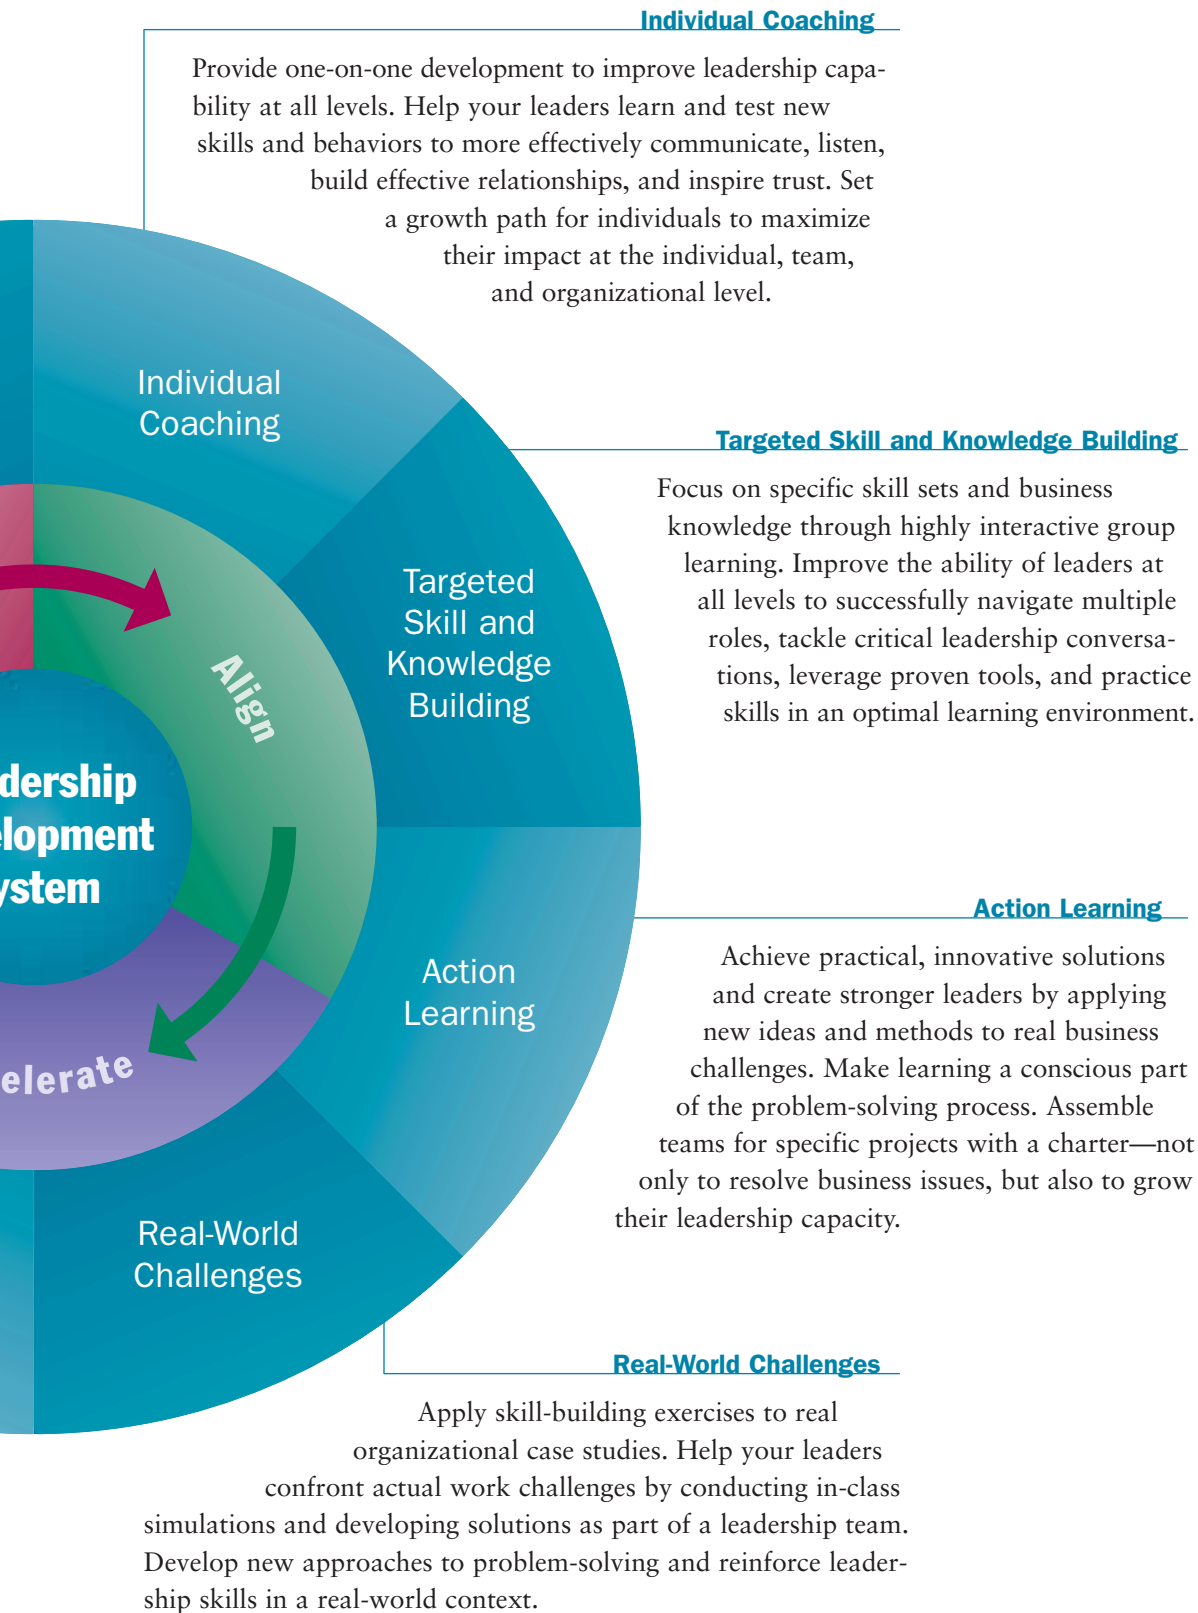 Individual Coaching
Provide one-on-one development to improve leadership capa-
bility at all levels. Help your leaders learn and test new
skills and behaviors to more effectively communicate, listen,
build effective relationships, and inspire trust. Set
a growth path for individuals to maximize
their impact at the individual, team,
and organizational level.
Individual
Coaching
Targeted Skill and Knowledge Building
Focus on specific skill sets and business
knowledge through highly interactive group
learning. Improve the ability of leaders at
all levels to successfully navigate multiple
roles, tackle critical leadership conversa-
tions, leverage proven tools, and practice
skills in an optimal learning environment.
Targeted
Skill and
Knowledge
Building
Align
dership
elopment
ystem
Action Learning
Achieve practical, innovative solutions
and create stronger leaders by applying
new ideas and methods to real business
challenges. Make learning a conscious part
of the problem-solving process. Assemble
teams for specific projects with a charter—not
only to resolve business issues, but also to grow
their leadership capacity.
Action
Learning
elerate
Real-World
Challenges
Real-World Challenges
Apply skill-building exercises to real
organizational case studies. Help your leaders
confront actual work challenges by conducting in-class
simulations and developing solutions as part of a leadership team.
Develop new approaches to problem-solving and reinforce leader-
ship skills in a real-world context.